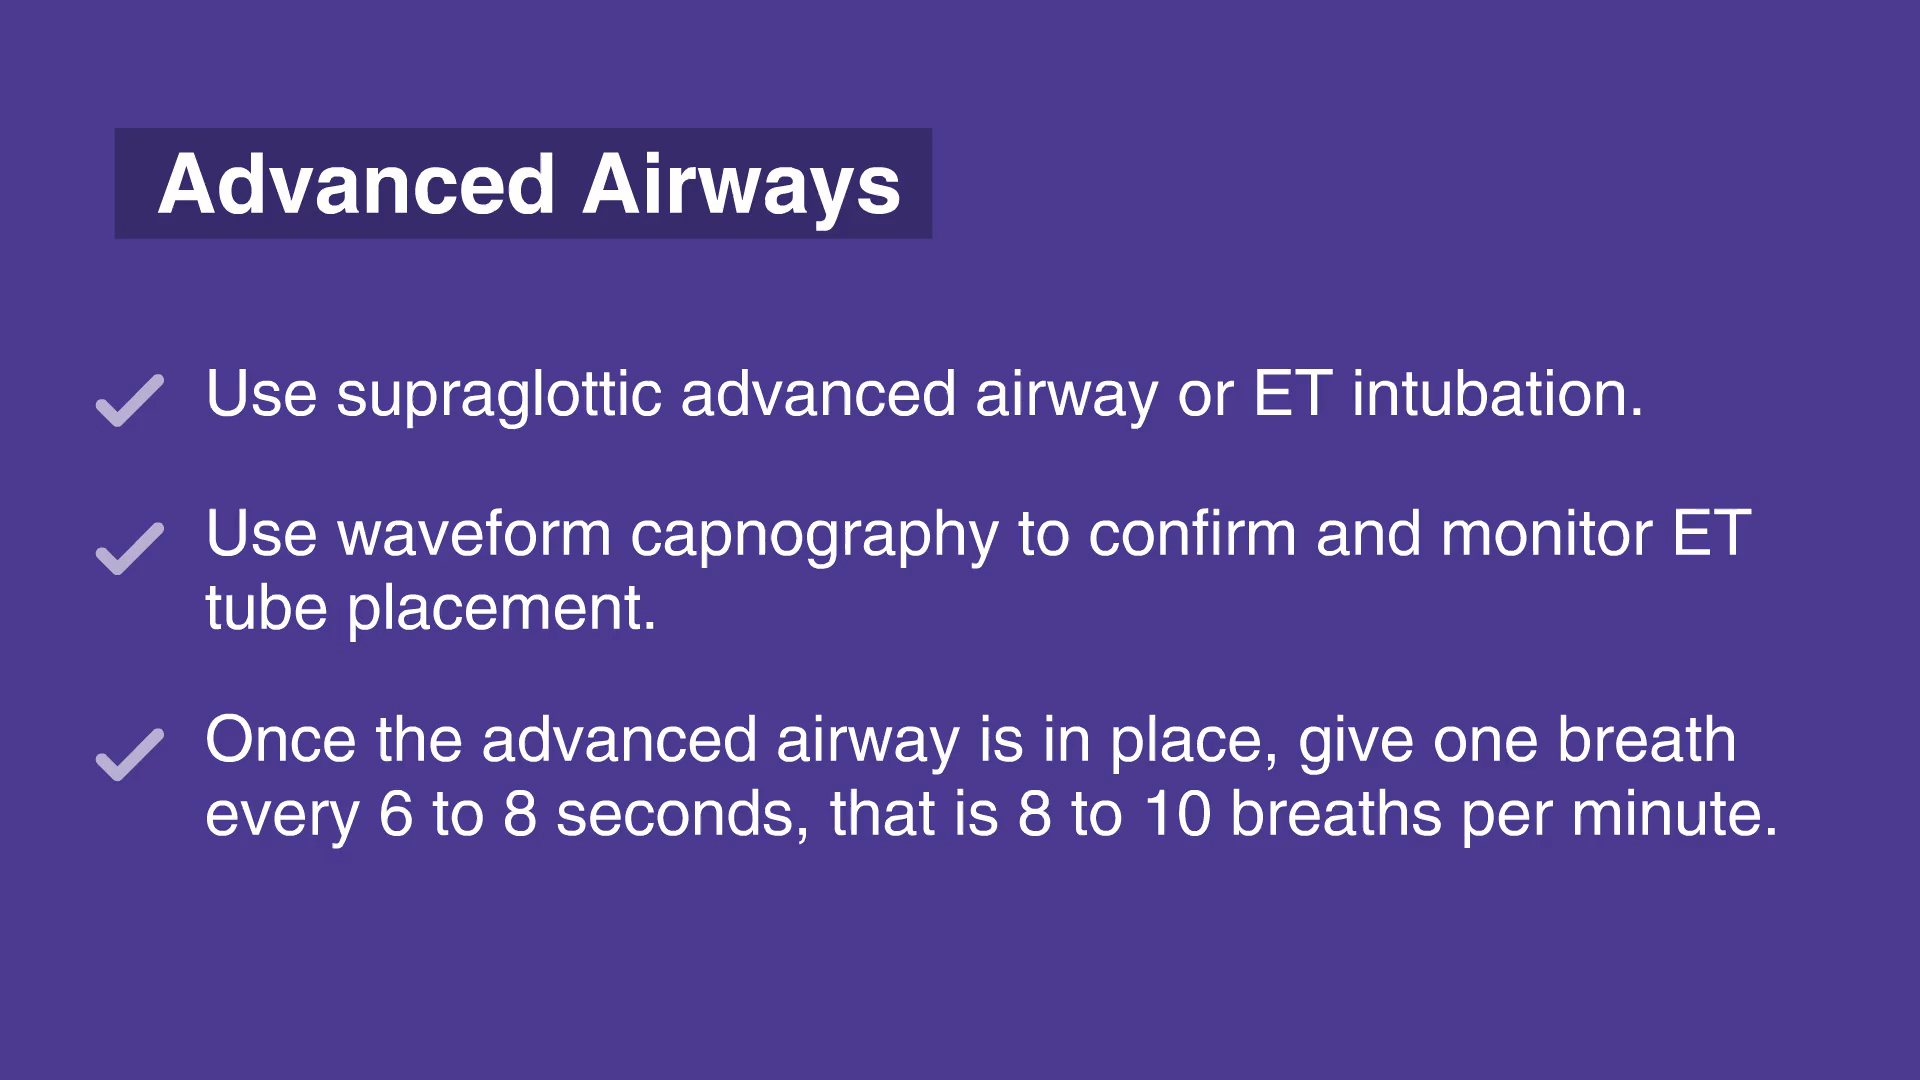 Advanced Airways
Use supraglottic advanced airway or ET intubation.
Use waveform capnography to confirm and monitor ET
tube placement.
Once the advanced airway is in place, give one breath
every 6 to 8 seconds, that is 8 to 10 breaths per minute.